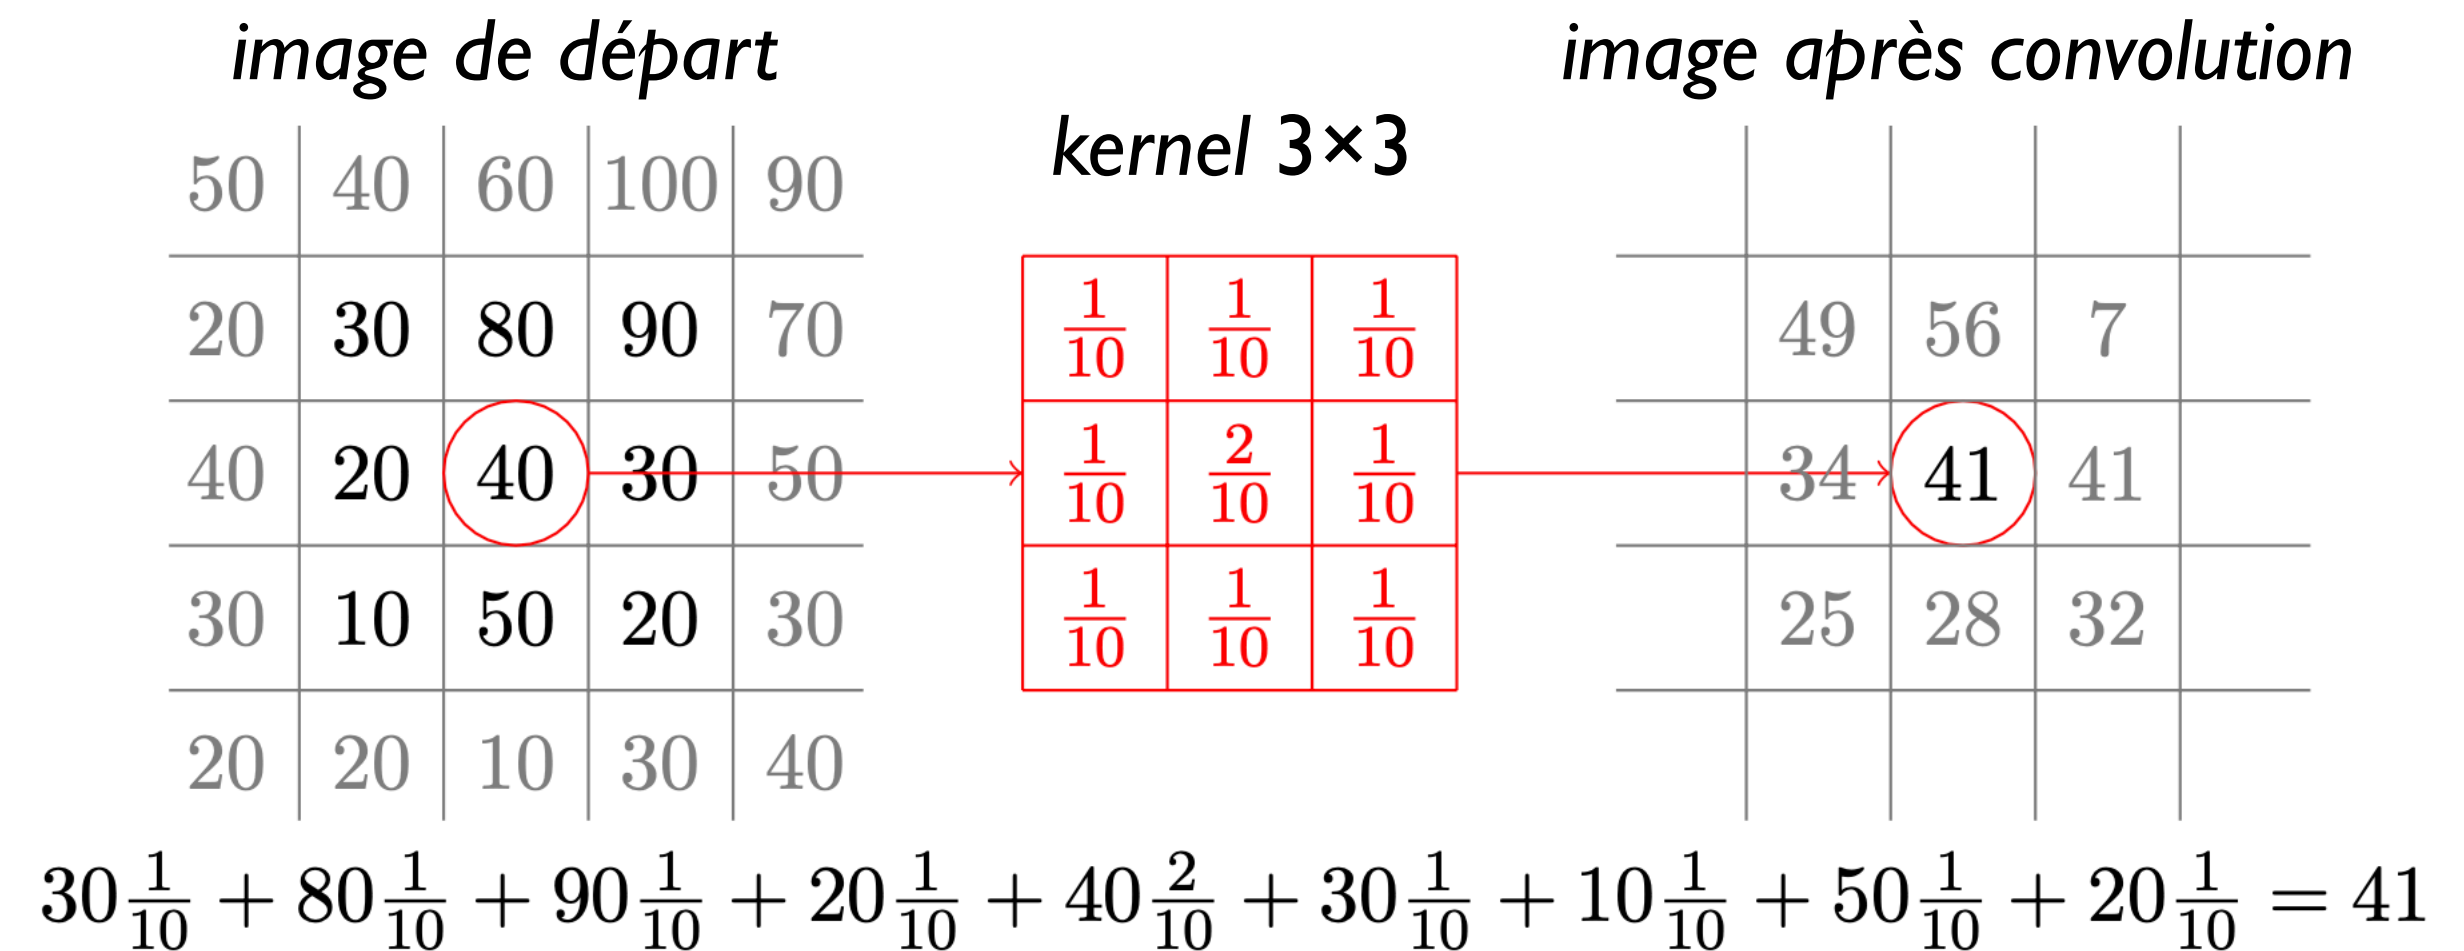 image de départ
image après convolution
kernel 3×3
50 40 60 100 90
20 30 80 90 70
40 20 40 30 50
30 10 50 20 30
20 20 10 30 40
1/10 1/10 1/10
1/10 2/10 1/10
1/10 1/10 1/10
49 56 7
34 41 41
25 28 32
30 1/10 + 80 1/10 + 90 1/10 + 20 1/10 + 40 2/10 + 30 1/10 + 10 1/10 + 50 1/10 + 20 1/10 = 41